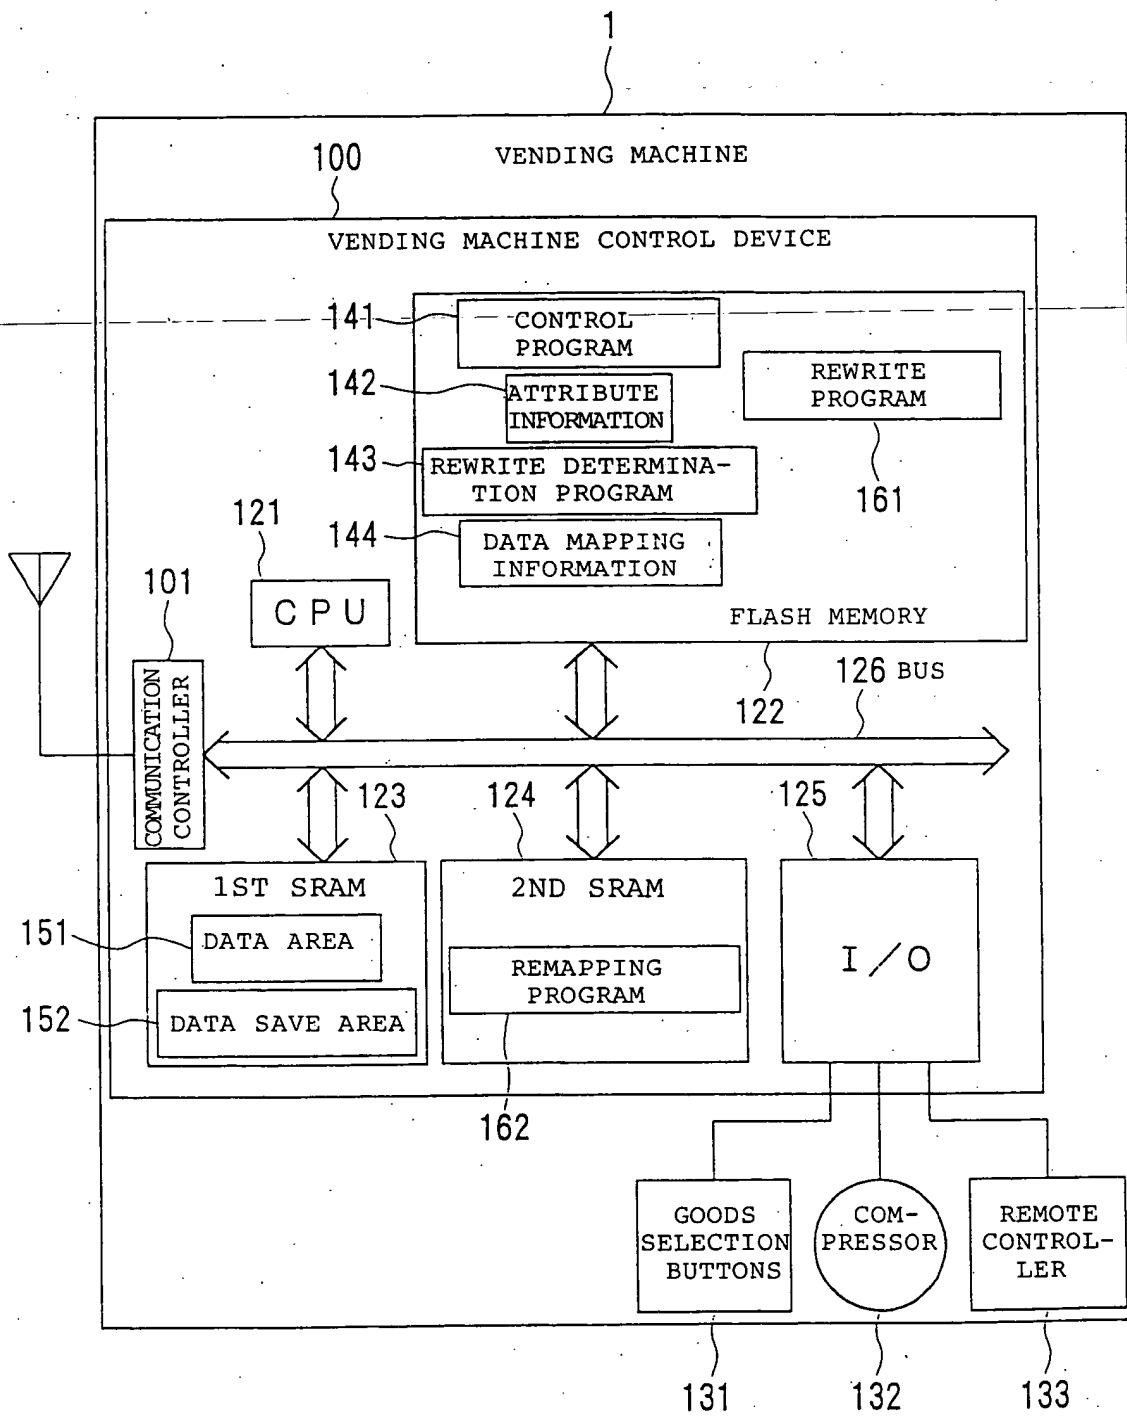 1
VENDING MACHINE
100
VENDING MACHINE CONTROL DEVICE
141
CONTROL
PROGRAM
142
ATTRIBUTE
INFORMATION
REWRITE
PROGRAM
161
143
REWRITE DETERMINA-
TION PROGRAM
144
DATA MAPPING
INFORMATION
FLASH MEMORY
122
121
CPU
101
COMMUNICATION
CONTROLLER
126 BUS
123
1ST SRAM
151
DATA AREA
152
DATA SAVE AREA
124
2ND SRAM
REMAPPING
PROGRAM
162
125
I/O
GOODS
SELECTION
BUTTONS
131
COM-
PRESSOR
132
REMOTE
CONTROL-
LER
133